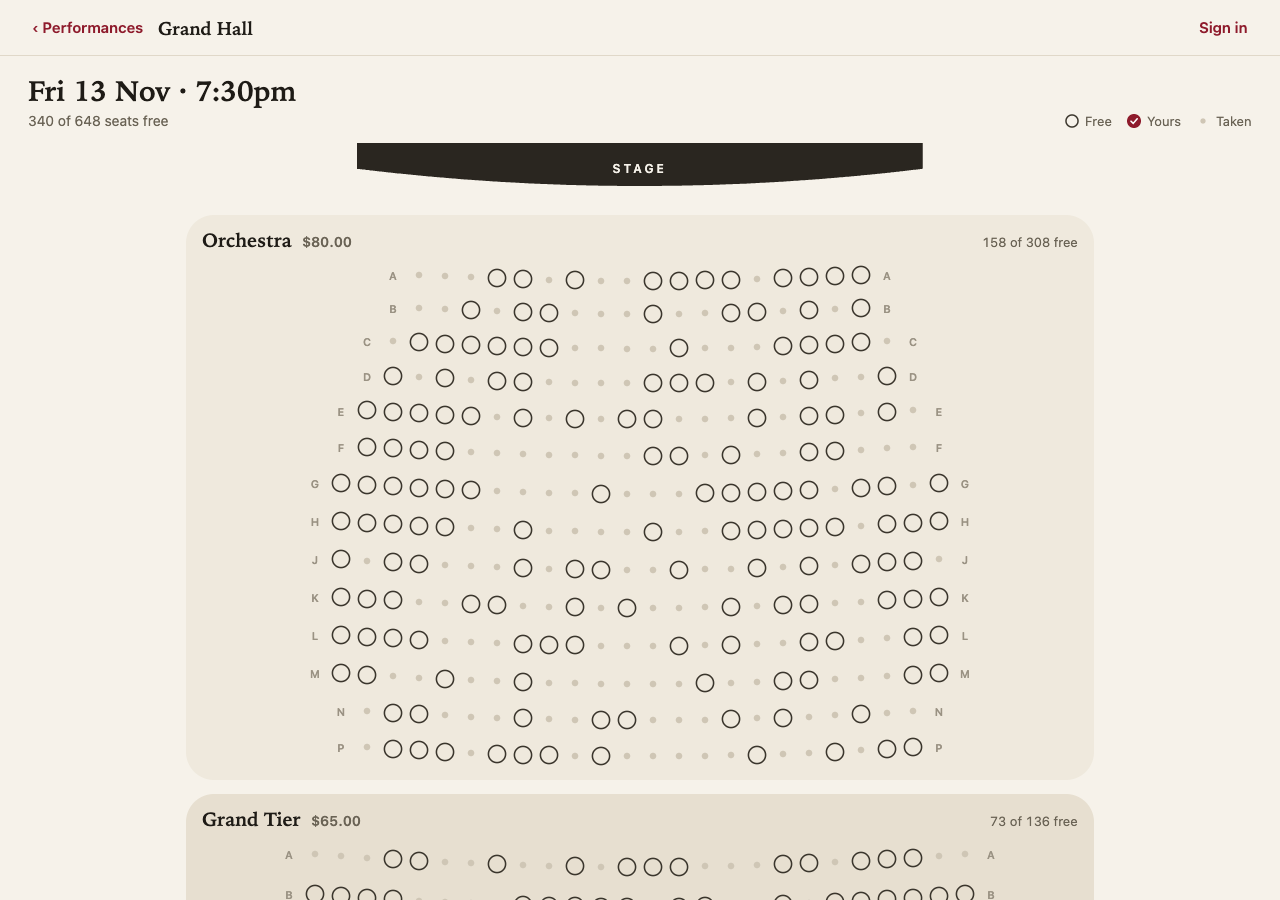 ‹ Performances Grand Hall Sign in
Fri 13 Nov · 7:30pm
340 of 648 seats free Free Yours Taken
STAGE
Orchestra $80.00 158 of 308 free
A A
B B
C C
D D
E E
F F
G G
H H
J J
K K
L L
M M
N N
P P
Grand Tier $65.00 73 of 136 free
A A
B B